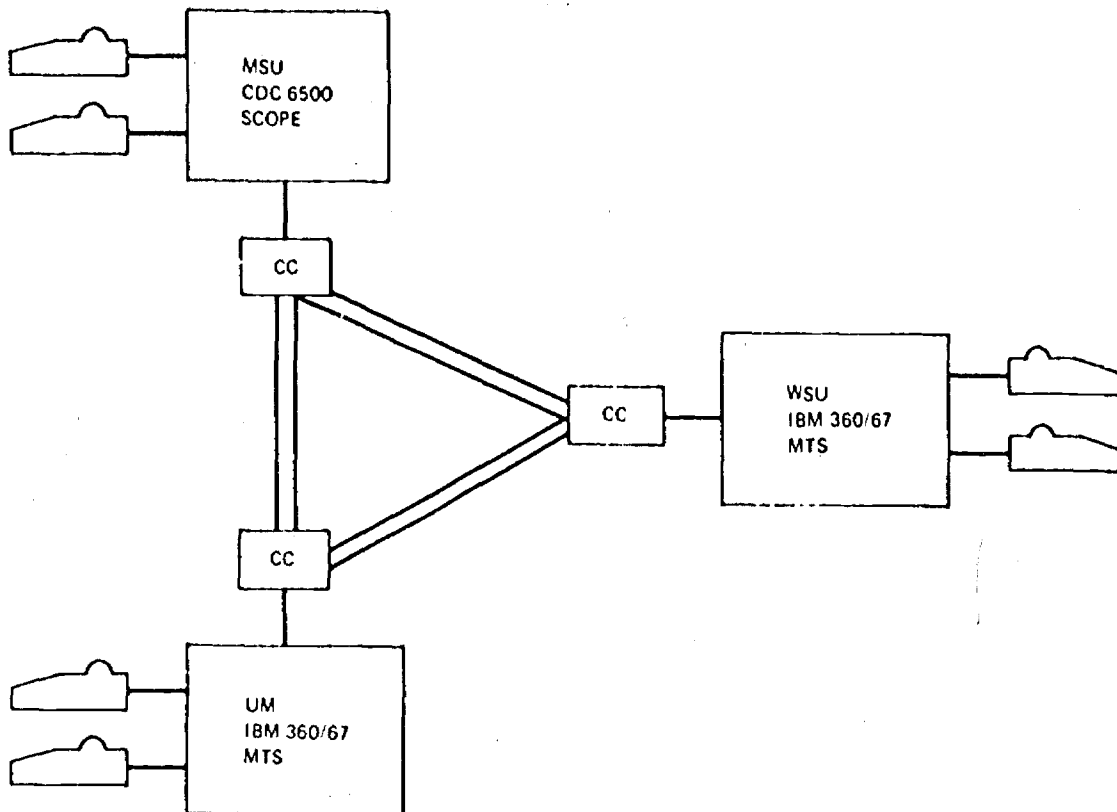 MSU
CDC 6500
SCOPE
CC
CC
WSU
IBM 360/67
MTS
CC
UM
IBM 360/67
MTS